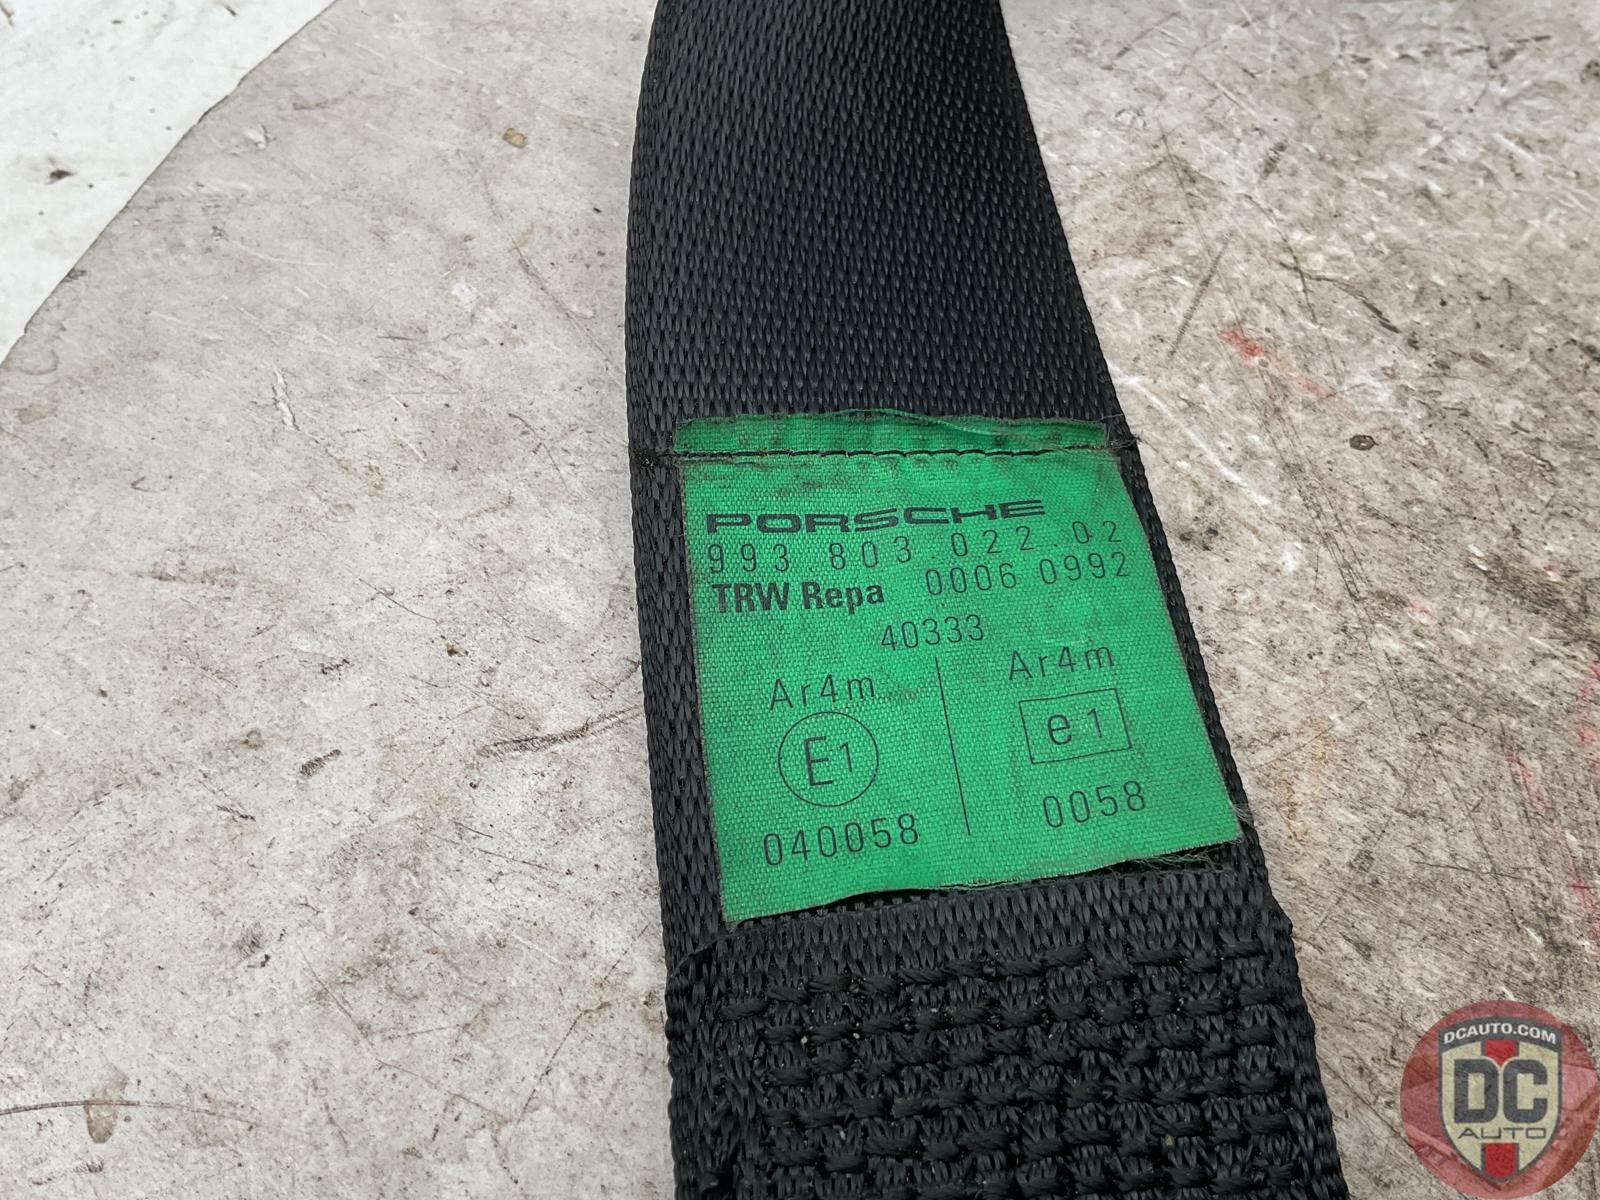 PORSCHE
993.803.022.02
TRW Repa 0006 0992
40333
Ar4m Ar4m
E1 e1
040058 0058
DCAUTO.COM
DC
AUTO